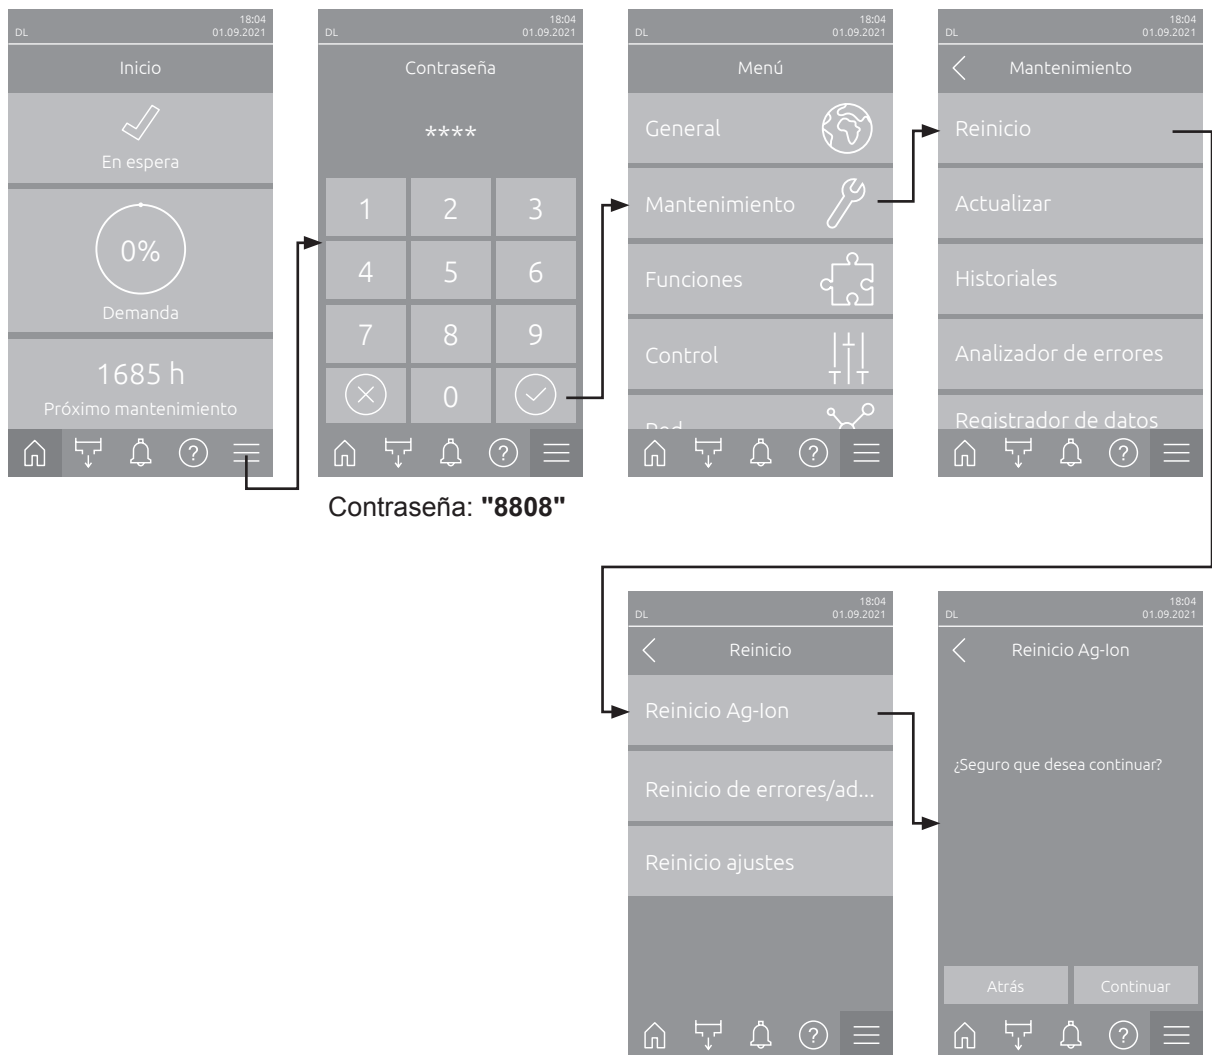 18:04
DL 01.09.2021
Inicio
En espera
0%
Demanda
1685 h
Próximo mantenimiento
?
18:04
DL 01.09.2021
Contraseña
****
1 2 3
4 5 6
7 8 9
0
?
Contraseña: "8808"
18:04
DL 01.09.2021
Menú
General
Mantenimiento
Funciones
Control
Red
?
18:04
DL 01.09.2021
Mantenimiento
Reinicio
Actualizar
Historiales
Analizador de errores
Registrador de datos
?
18:04
DL 01.09.2021
Reinicio
Reinicio Ag-Ion
Reinicio de errores/ad...
Reinicio ajustes
?
18:04
DL 01.09.2021
Reinicio Ag-Ion
¿Seguro que desea continuar?
Atrás Continuar
?